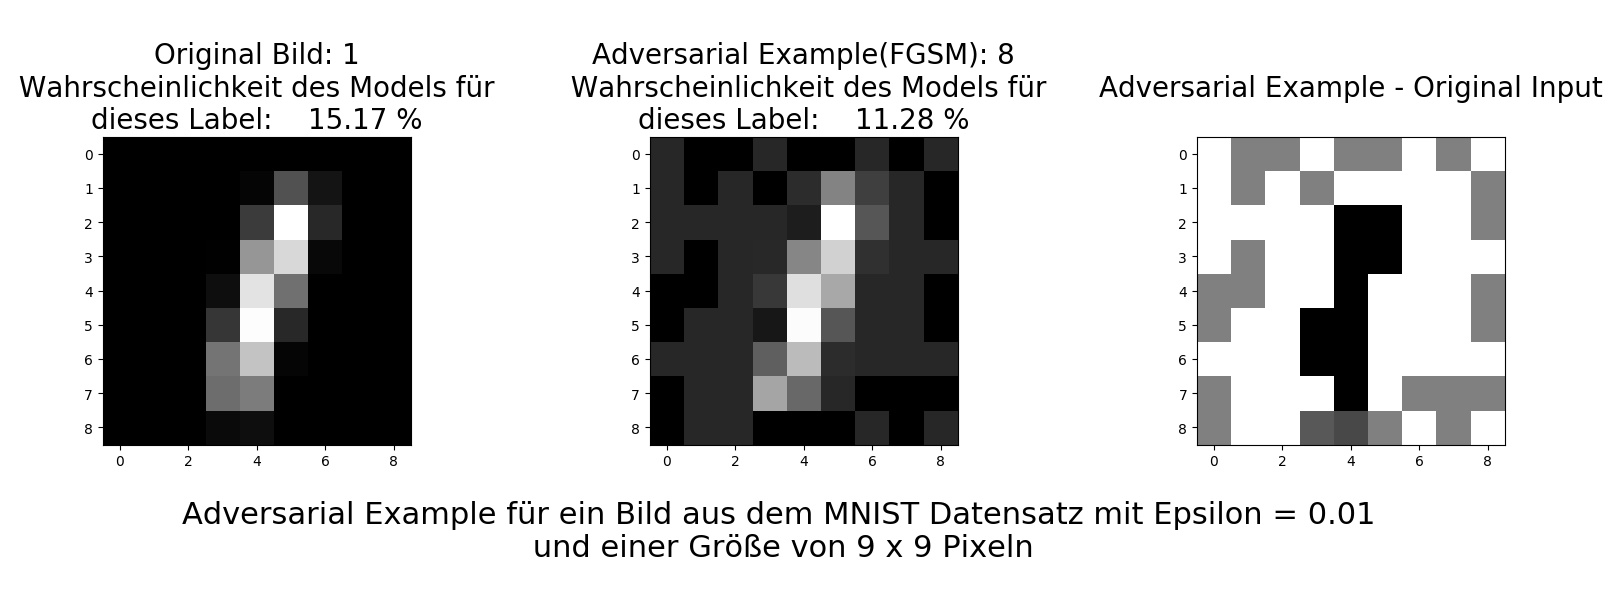 Original Bild: 1
Wahrscheinlichkeit des Models für
dieses Label: 15.17 %
Adversarial Example(FGSM): 8
Wahrscheinlichkeit des Models für
dieses Label: 11.28 %
Adversarial Example - Original Input
0
1
2
3
4
5
6
7
8
0 2 4 6 8
0
1
2
3
4
5
6
7
8
0 2 4 6 8
0
1
2
3
4
5
6
7
8
0 2 4 6 8
Adversarial Example für ein Bild aus dem MNIST Datensatz mit Epsilon = 0.01
und einer Größe von 9 x 9 Pixeln